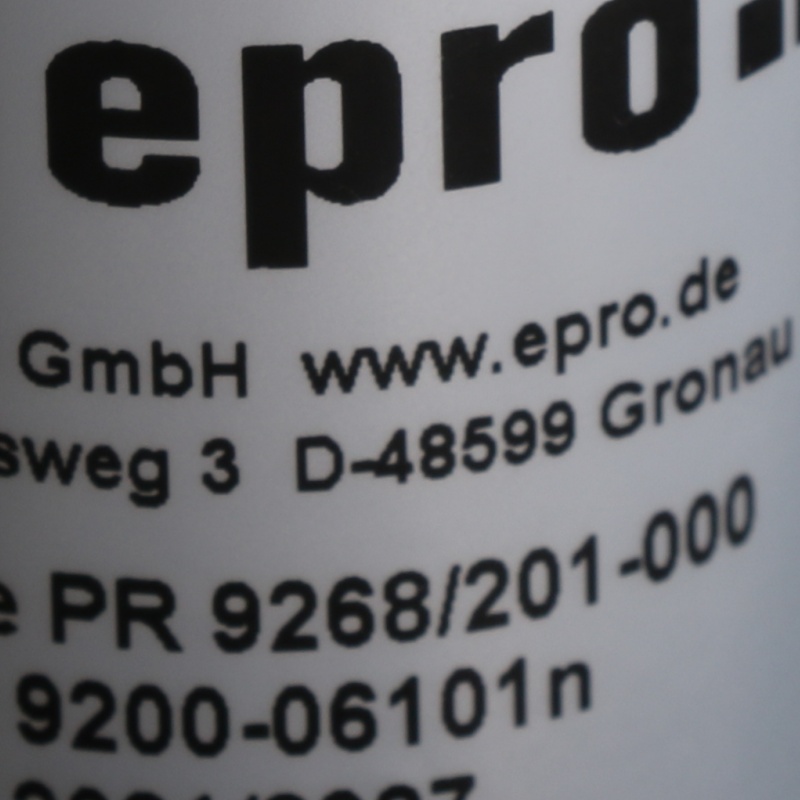 epro
GmbH www.epro.de
sweg 3 D-48599 Gronau
e PR 9268/201-000
9200-06101n